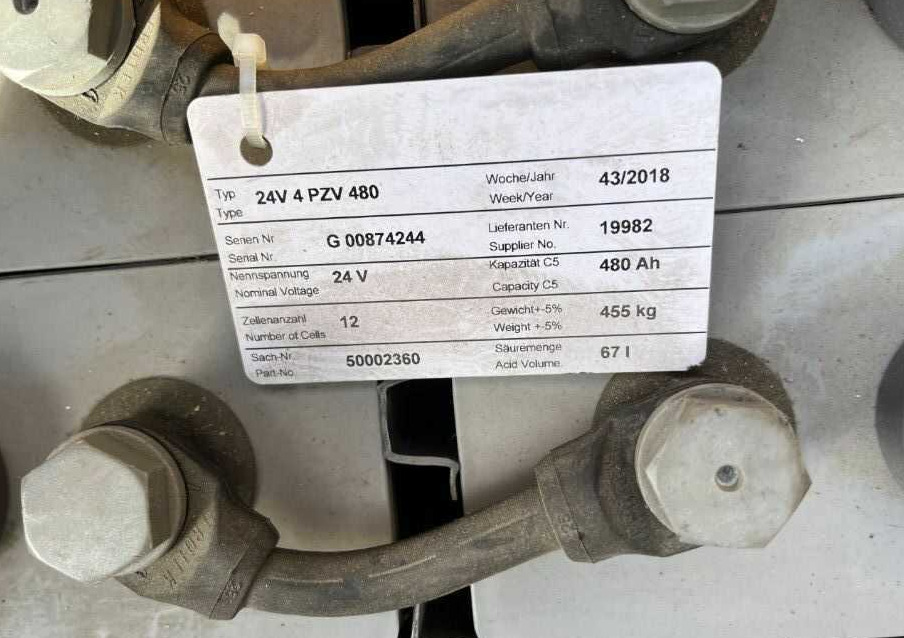 Typ
Type
24V 4 PZV 480
Woche/Jahr
Week/Year
43/2018
Serien Nr
Serial Nr.
G 00874244
Lieferanten Nr.
Supplier No.
19982
Nennspannung
Nominal Voltage
24 V
Kapazität C5
Capacity C5
480 Ah
Zellenanzahl
Number of Cells
12
Gewicht+-5%
Weight +-5%
455 kg
Sach-Nr.
Part-No.
50002360
Säuremenge
Acid Volume
67 l
25